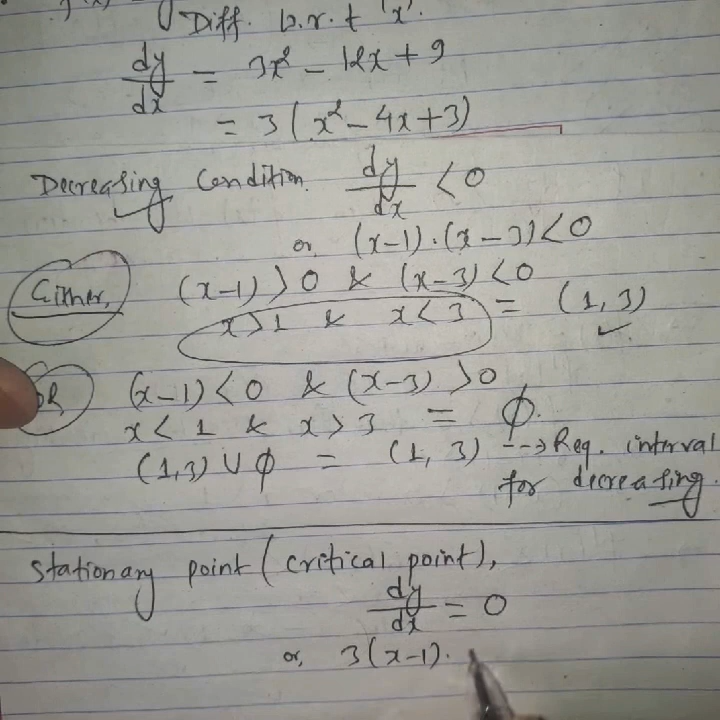 Diff. w.r.t 'x'.
dy/dx = 3x² - 12x + 9
= 3(x² - 4x + 3)
Decreasing Condition. dy/dx < 0
or, (x-1).(x-3)<0
Either, (x-1)>0 & (x-3)<0
x>1 & x<3 = (1,3)
OR (x-1)<0 & (x-3)>0
x<1 & x>3 = ϕ.
(1,3) ∪ ϕ = (1,3) --→ Req. interval
for decreasing.
Stationary point (critical point),
dy/dx = 0
or, 3(x-1).